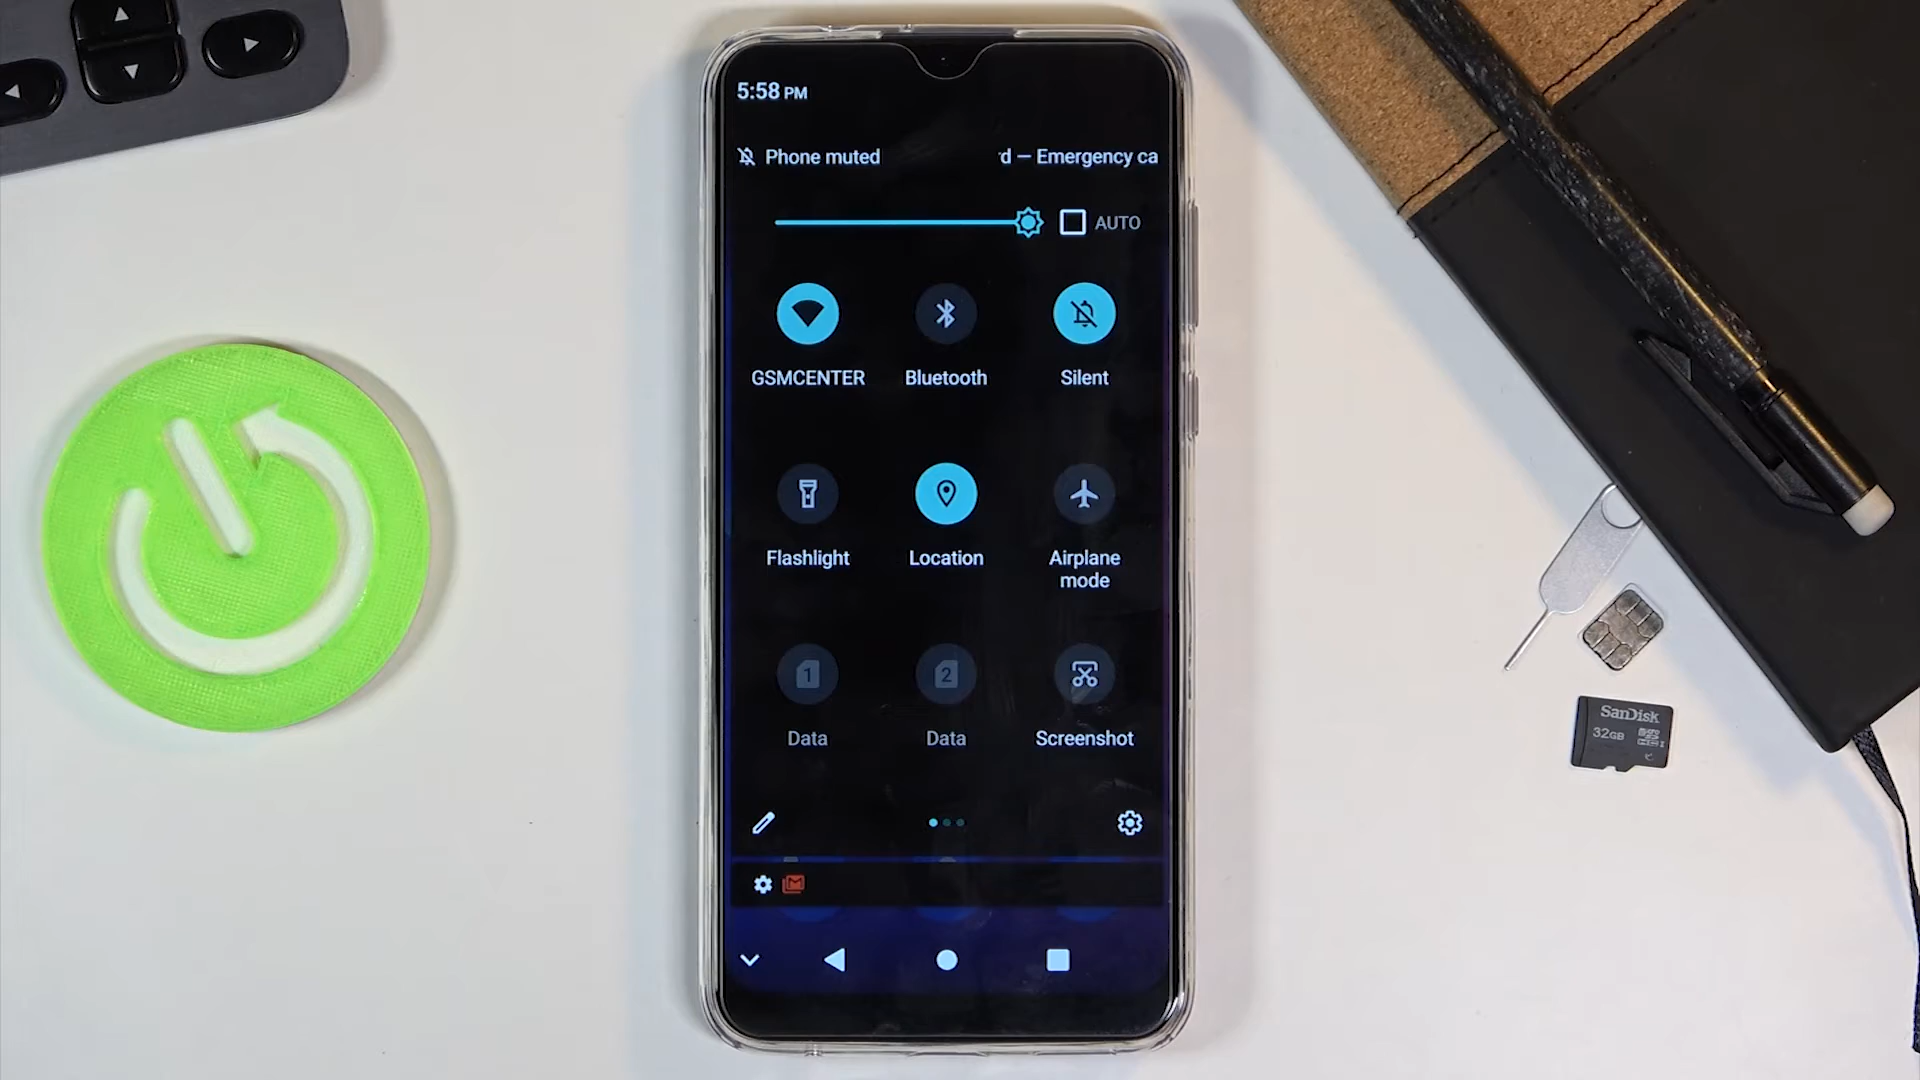 5:58 PM
Phone muted
d — Emergency ca
AUTO
GSMCENTER
Bluetooth
Silent
Flashlight
Location
Airplane
mode
1
2
Data
Data
Screenshot
SanDisk
32GB